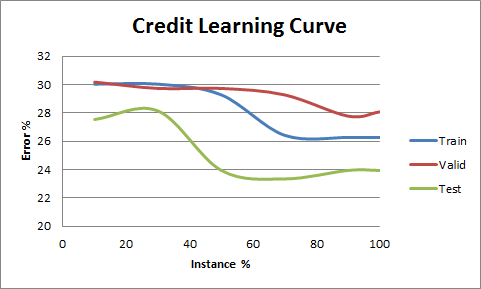 Credit Learning Curve
32
30
28
26
24
22
20
Error %
0 20 40 60 80 100
Instance %
Train
Valid
Test